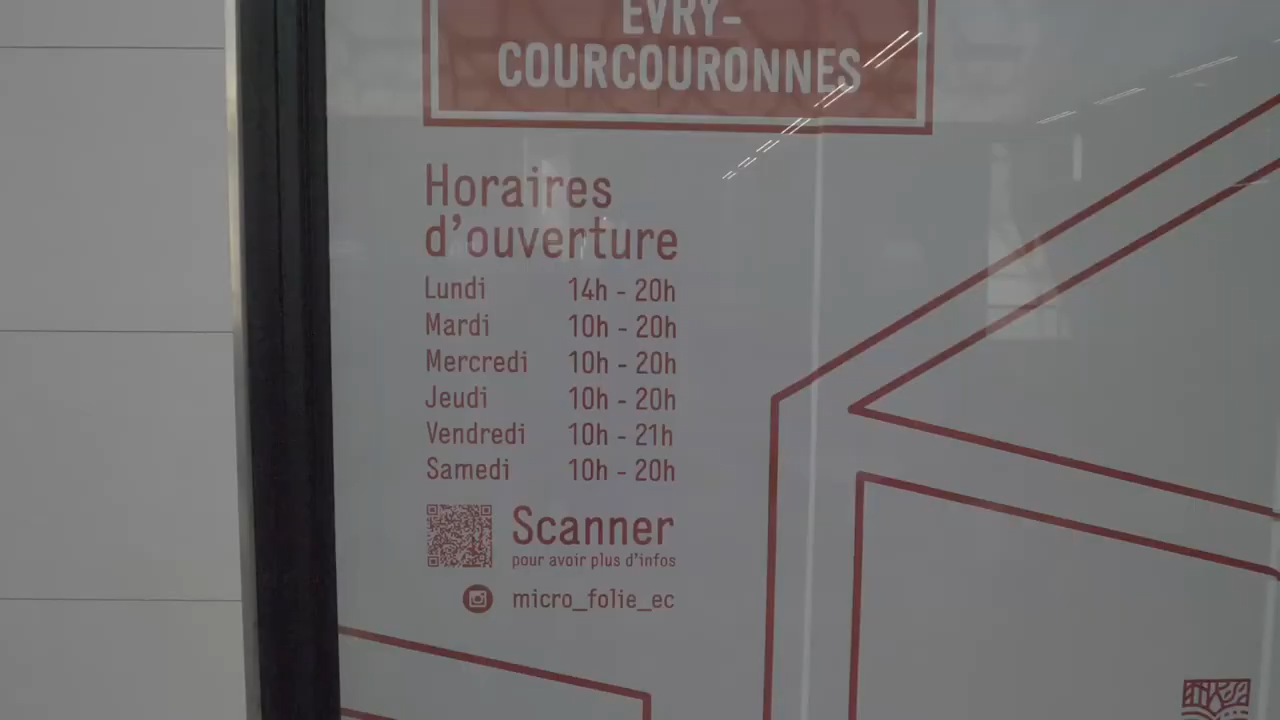 EVRY-
COURCOURONNES
Horaires
d'ouverture
Lundi 14h - 20h
Mardi 10h - 20h
Mercredi 10h - 20h
Jeudi 10h - 20h
Vendredi 10h - 21h
Samedi 10h - 20h
Scanner
pour avoir plus d'infos
micro_folie_ec